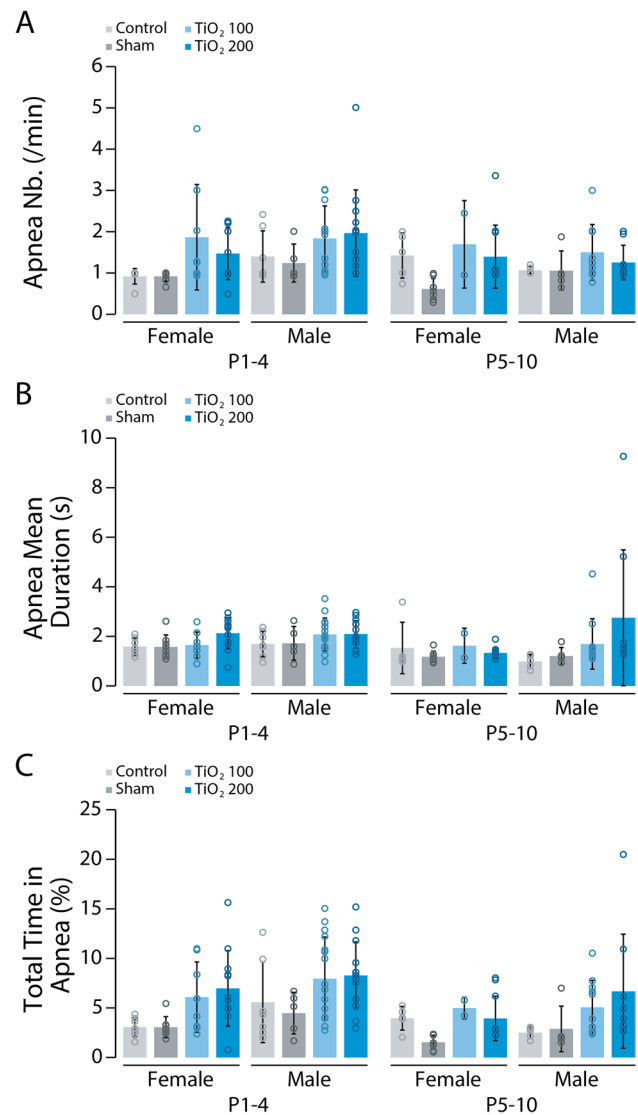 A
Control TiO₂ 100
Sham TiO₂ 200
Apnea Nb. (/min)
6
5
4
3
2
1
0
Female Male Female Male
P1-4 P5-10
B
Control TiO₂ 100
Sham TiO₂ 200
Apnea Mean
Duration (s)
10
8
6
4
2
0
Female Male Female Male
P1-4 P5-10
C
Control TiO₂ 100
Sham TiO₂ 200
Total Time in
Apnea (%)
25
20
15
10
5
0
Female Male Female Male
P1-4 P5-10